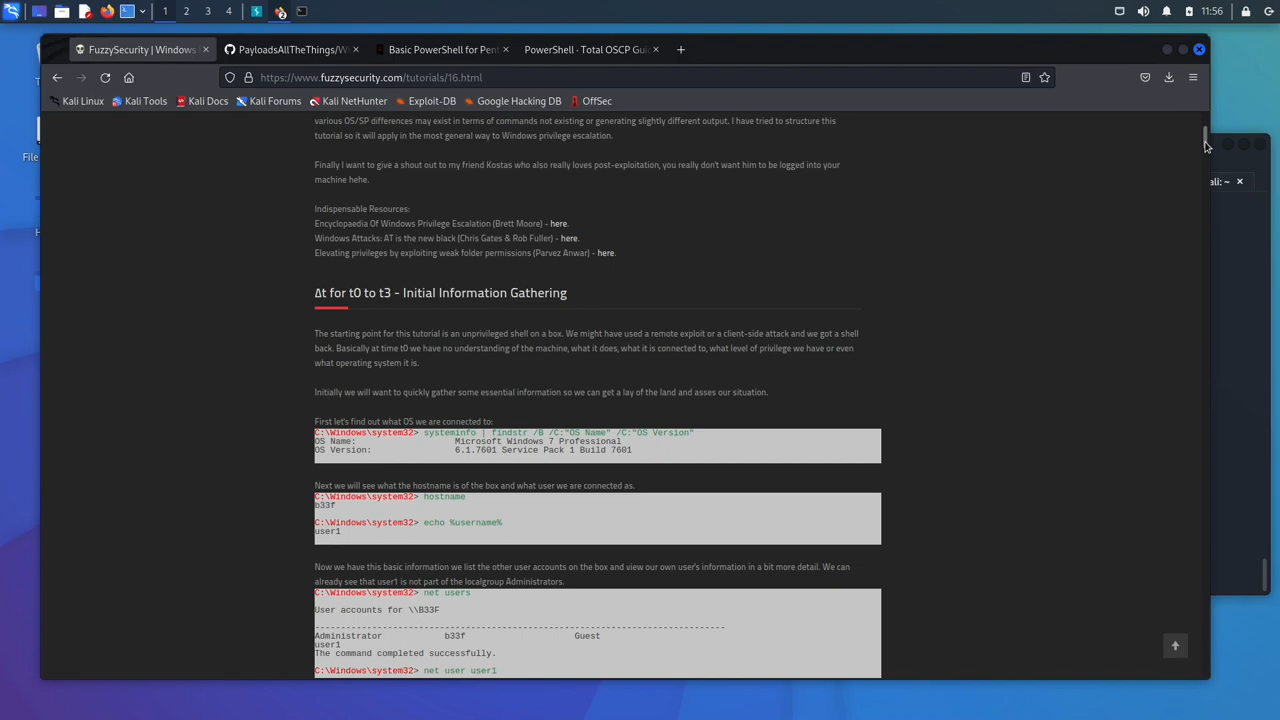 1
2
3
4
2
11:56
FuzzySecurity | Windows
PayloadsAllTheThings/Wi
Basic PowerShell for Pent
PowerShell · Total OSCP Guid
https://www.fuzzysecurity.com/tutorials/16.html
Kali Linux
Kali Tools
Kali Docs
Kali Forums
Kali NetHunter
Exploit-DB
Google Hacking DB
OffSec
various OS/SP differences may exist in terms of commands not existing or generating slightly different output. I have tried to structure this
tutorial so it will apply in the most general way to Windows privilege escalation.
Finally I want to give a shout out to my friend Kostas who also really loves post-exploitation, you really don't want him to be logged into your
machine hehe.
Indispensable Resources:
Encyclopaedia Of Windows Privilege Escalation (Brett Moore) - here.
Windows Attacks: AT is the new black (Chris Gates & Rob Fuller) - here.
Elevating privileges by exploiting weak folder permissions (Parvez Anwar) - here.
Δt for t0 to t3 - Initial Information Gathering
The starting point for this tutorial is an unprivileged shell on a box. We might have used a remote exploit or a client-side attack and we got a shell
back. Basically at time t0 we have no understanding of the machine, what it does, what it is connected to, what level of privilege we have or even
what operating system it is.
Initially we will want to quickly gather some essential information so we can get a lay of the land and asses our situation.
First let's find out what OS we are connected to:
C:\Windows\system32> systeminfo | findstr /B /C:"OS Name" /C:"OS Version"
OS Name: Microsoft Windows 7 Professional
OS Version: 6.1.7601 Service Pack 1 Build 7601
Next we will see what the hostname is of the box and what user we are connected as.
C:\Windows\system32> hostname
b33f
C:\Windows\system32> echo %username%
user1
Now we have this basic information we list the other user accounts on the box and view our own user's information in a bit more detail. We can
already see that user1 is not part of the localgroup Administrators.
C:\Windows\system32> net users
User accounts for \\B33F
-------------------------------------------------------------------------------
Administrator b33f Guest
user1
The command completed successfully.
C:\Windows\system32> net user user1
ali: ~
File